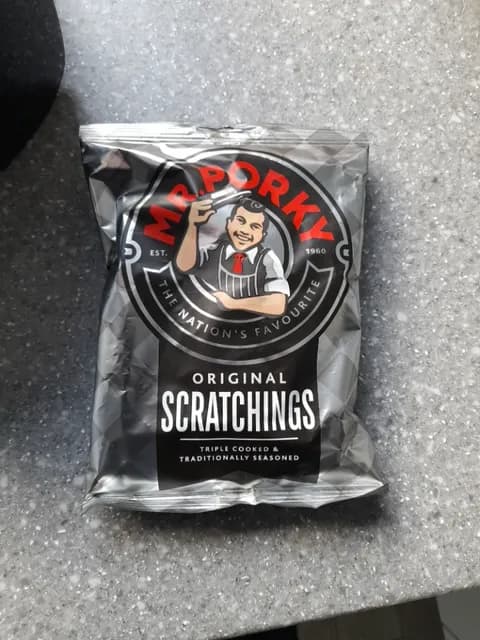 MR. PORKY
EST. 1960
THE NATION'S FAVOURITE
ORIGINAL
SCRATCHINGS
TRIPLE COOKED &
TRADITIONALLY SEASONED